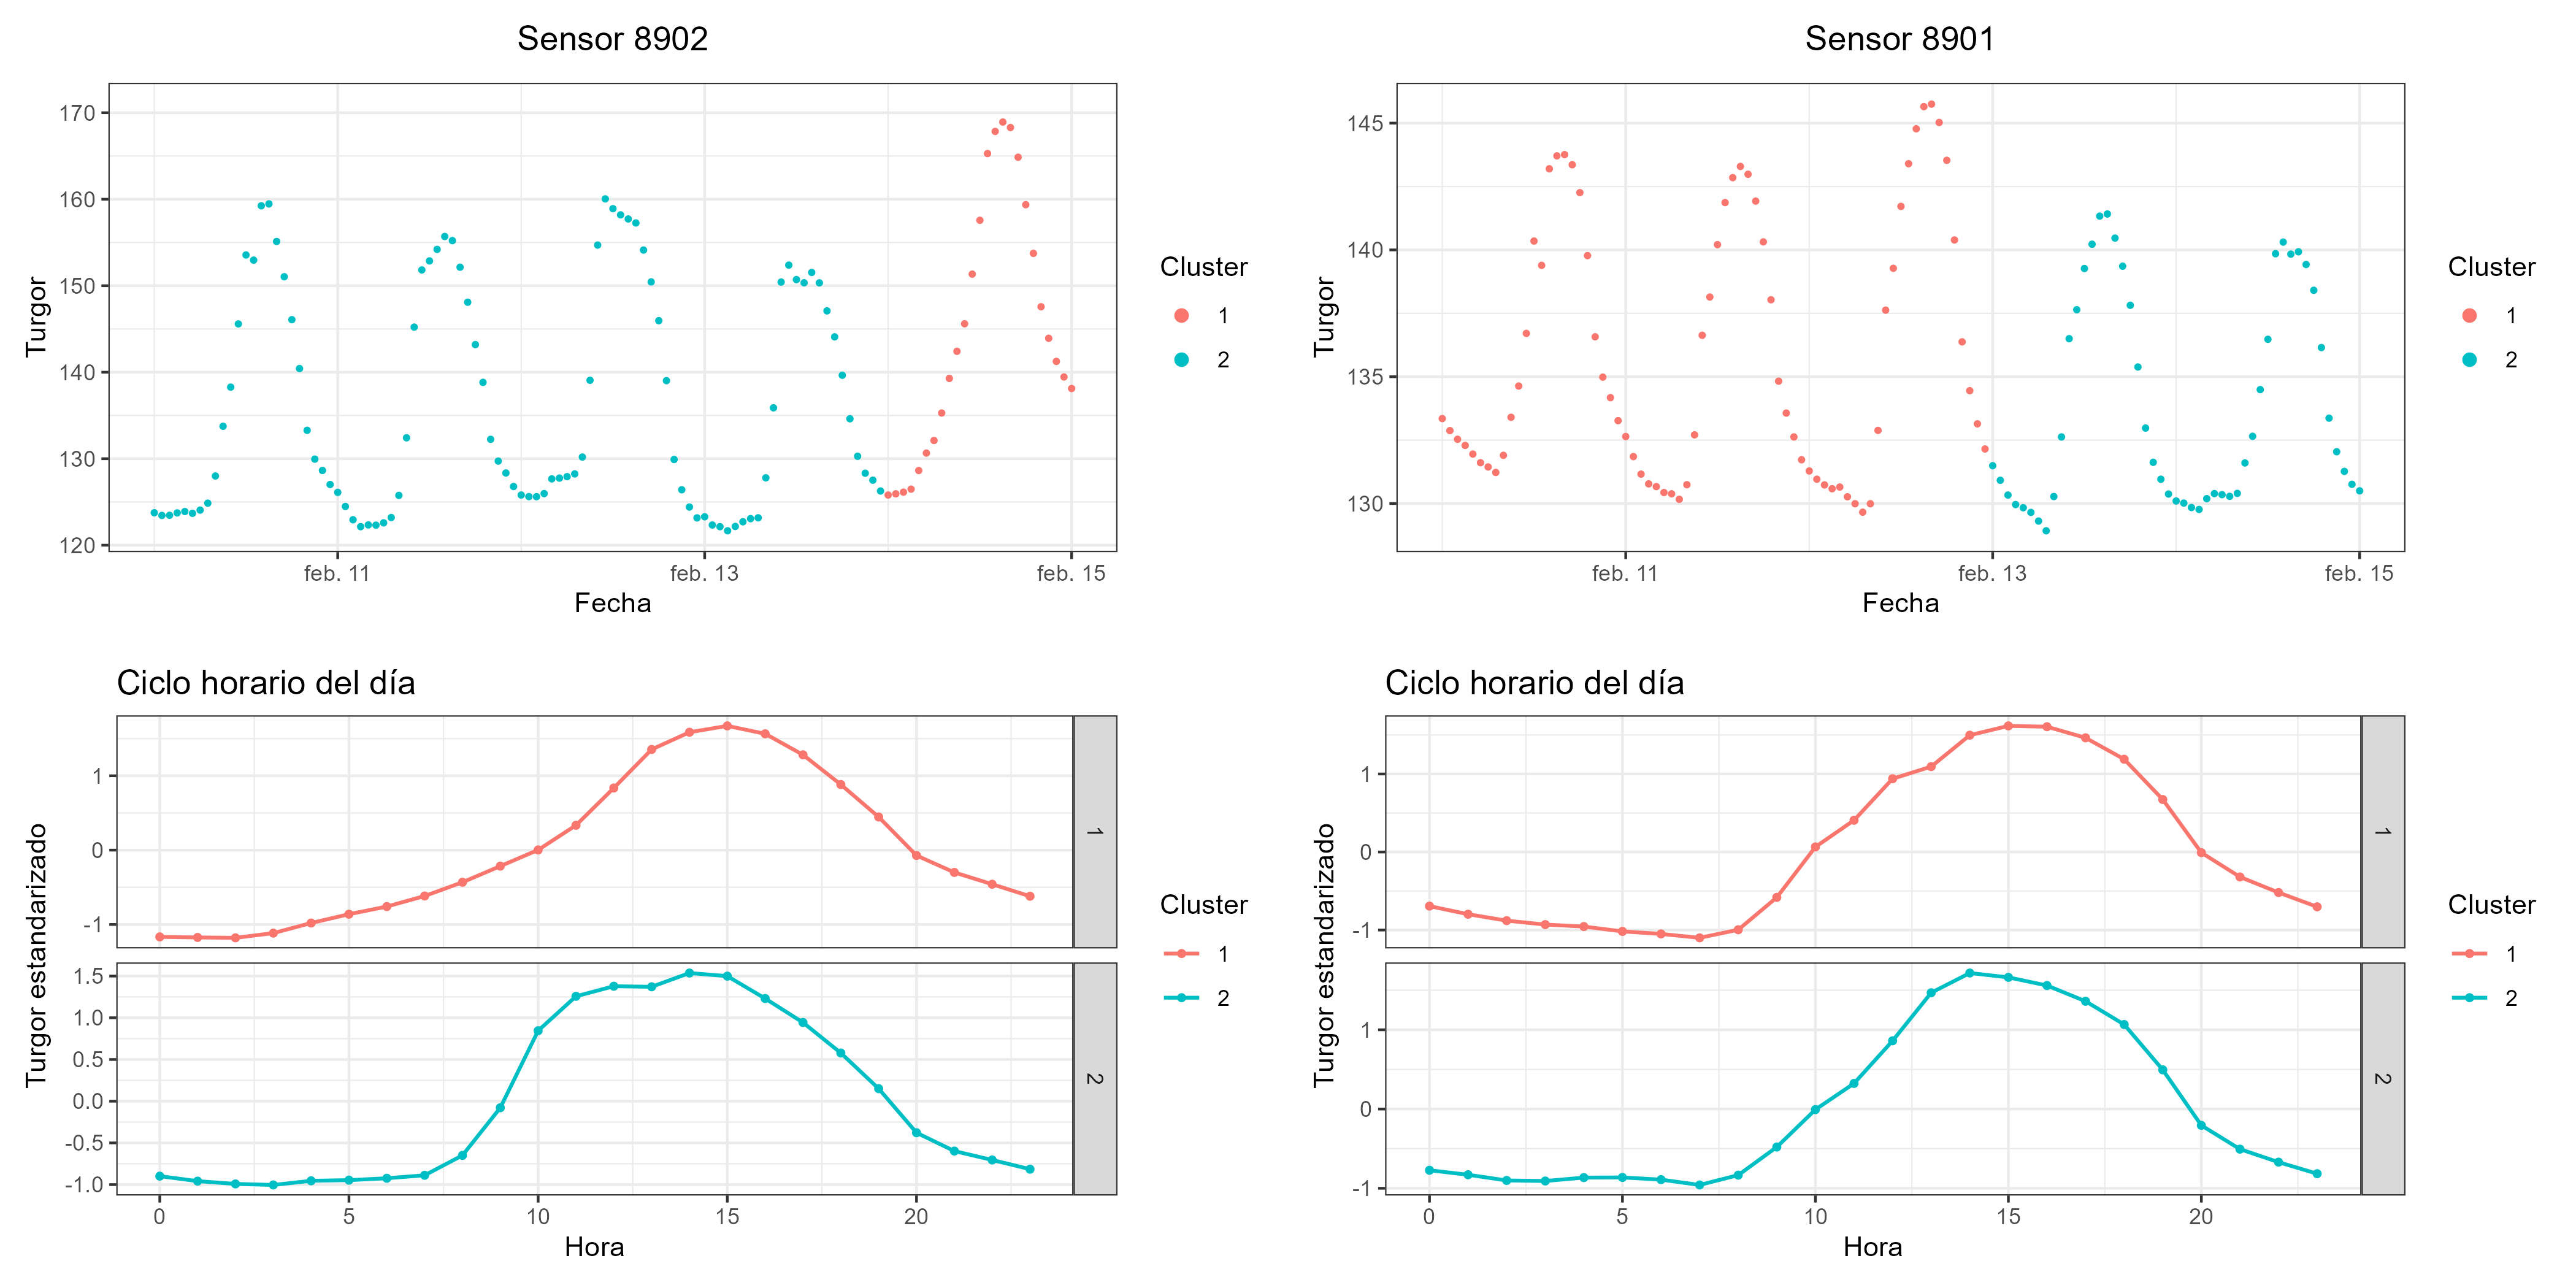 Sensor 8902
170
160
150
140
130
120
Turgor
feb. 11
feb. 13
feb. 15
Fecha
Cluster
1
2
Sensor 8901
145
140
135
130
Turgor
feb. 11
feb. 13
feb. 15
Fecha
Cluster
1
2
Ciclo horario del día
1
0
-1
1
1.5
1.0
0.5
0.0
-0.5
-1.0
2
Turgor estandarizado
0
5
10
15
20
Hora
Cluster
1
2
Ciclo horario del día
1
0
-1
1
1
0
-1
2
Turgor estandarizado
0
5
10
15
20
Hora
Cluster
1
2